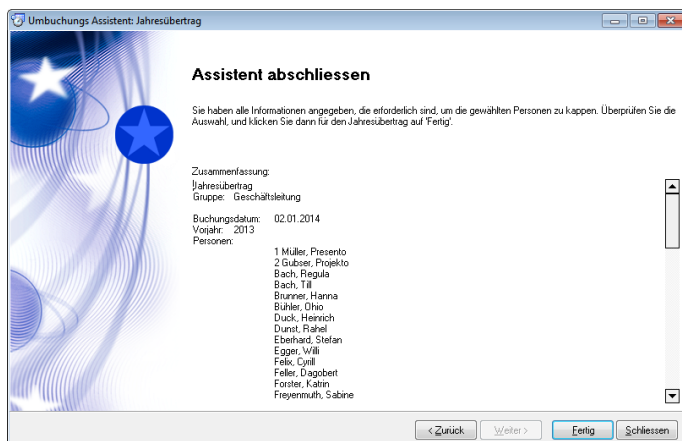 Umbuchungs Assistent: Jahresübertrag
Assistent abschliessen
Sie haben alle Informationen angegeben, die erforderlich sind, um die gewählten Personen zu kappen. Überprüfen Sie die
Auswahl, und klicken Sie dann für den Jahresübertrag auf 'Fertig'.
Zusammenfassung:
Jahresübertrag
Gruppe: Geschäftsleitung
Buchungsdatum: 02.01.2014
Vorjahr: 2013
Personen:
1 Müller, Presento
2 Gubser, Projekto
Bach, Regula
Bach, Till
Brunner, Hanna
Bühler, Ohio
Duck, Heinrich
Dunst, Rahel
Eberhard, Stefan
Egger, Willi
Felix, Cyrill
Feller, Dagobert
Forster, Katrin
Freyenmuth, Sabine
< Zurück Weiter > Fertig Schliessen